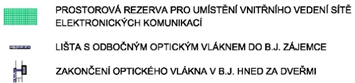 PROSTOROVÁ REZERVA PRO UMÍSTĚNÍ VNITŘNÍHO VEDENÍ SÍTĚ
ELEKTRONICKÝCH KOMUNIKACÍ
LIŠTA S ODBOČNÝM OPTICKÝM VLÁKNEM DO B.J. ZÁJEMCE
ZAKONČENÍ OPTICKÉHO VLÁKNA V B.J. HNED ZA DVEŘMI